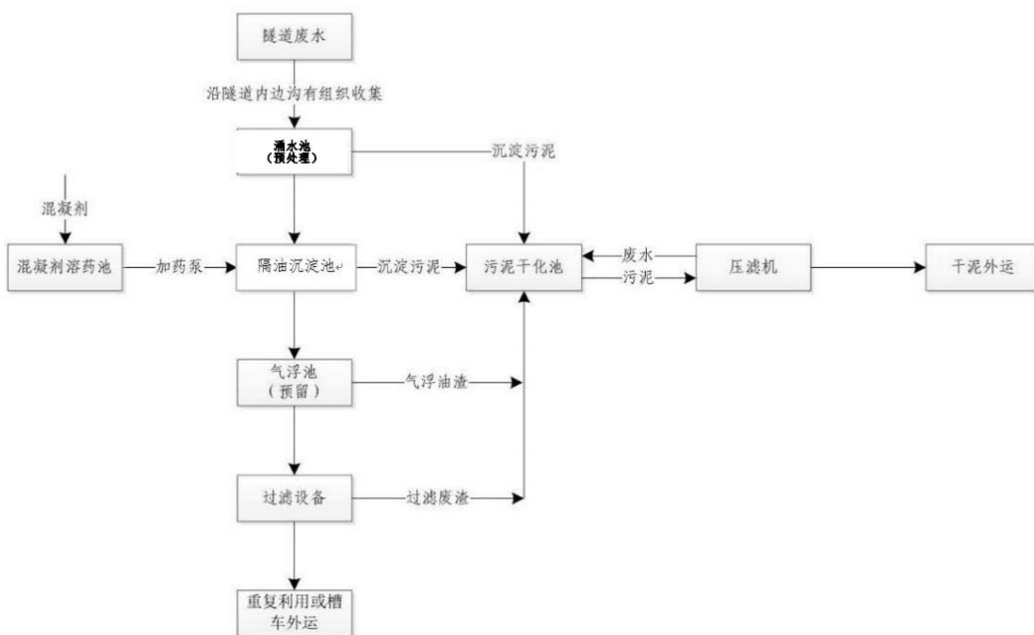 隧道废水
沿隧道内边沟有组织收集
涌水池
（预处理）
沉淀污泥
混凝剂
混凝剂溶药池
加药泵
隔油沉淀池
沉淀污泥
污泥干化池
废水
污泥
压滤机
干泥外运
气浮池
（预留）
气浮油渣
过滤设备
过滤废渣
重复利用或槽
车外运